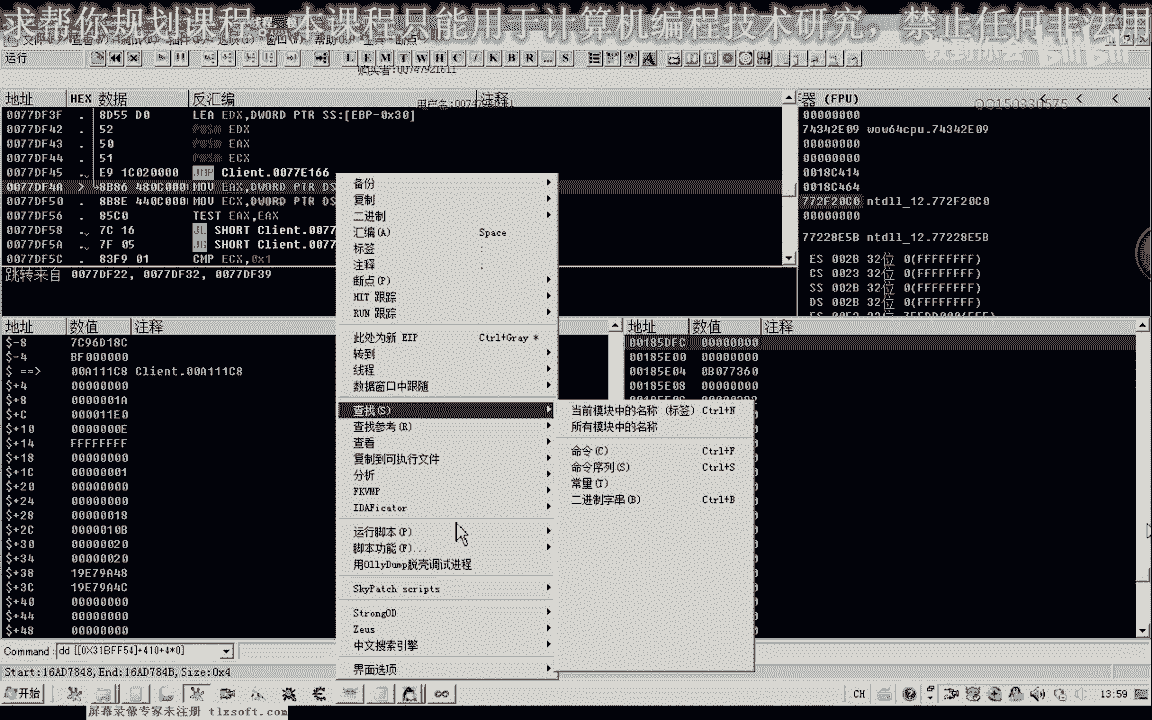 求帮你规划课程。本课程只能用于计算机编程技术研究，禁止任何非法用
运行
L E M T W H C / K B R ... S
地址 HEX 数据 反汇编 注释
0077DF3F . 8D55 D0 LEA EDX,DWORD PTR SS:[EBP-0x30]
0077DF42 . 52 PUSH EDX
0077DF43 . 50 PUSH EAX
0077DF44 . 51 PUSH ECX
0077DF45 . E9 1C020000 JMP Client.0077E166
0077DF4A > 8B86 480C000 MOV EAX,DWORD PTR DS
0077DF50 . 8B8E 440C000 MOV ECX,DWORD PTR DS
0077DF56 . 85C0 TEST EAX,EAX
0077DF58 . 7C 16 JL SHORT Client.0077
0077DF5A . 7F 05 JG SHORT Client.0077
0077DF5C . 83F9 01 CMP ECX,0x1
跳转来自 0077DF22, 0077DF32, 0077DF39
器 (FPU) < < <
00000000
74342E09 wow64cpu.74342E09
00000000
00000000
0018C414
0018C464
772F20C0 ntdll_12.772F20C0
00000000
77228E5B ntdll_12.77228E5B
ES 002B 32位 0(FFFFFFFF)
CS 0023 32位 0(FFFFFFFF)
SS 002B 32位 0(FFFFFFFF)
DS 002B 32位 0(FFFFFFFF)
地址 数值 注释
$-8 7C96D18C
$-4 BF000000
$ ==> 00A111C8 Client.00A111C8
$+4 00000000
$+8 0000001A
$+C 000011E0
$+10 0000000E
$+14 FFFFFFFF
$+18 00000000
$+1C 00000001
$+20 00000000
$+24 00000000
$+28 00000018
$+2C 0000010B
$+30 00000020
$+34 00000020
$+38 19E79A48
$+3C 19E79A4C
$+40 00000000
$+44 00000000
$+48 00000000
备份
复制
二进制
汇编(A) Space
标签 :
注释 ;
断点(P)
HIT 跟踪
RUN 跟踪
此处为新 EIP Ctrl+Gray *
转到
线程
数据窗口中跟随
查找(S)
查找参考(R)
查看
复制到可执行文件
分析
FKVMP
IDAFicator
运行脚本(P)
脚本功能(F)...
用OllyDump脱壳调试进程
SkyPatch scripts
StrongOD
Zeus
中文搜索引擎
界面选项
当前模块中的名称 (标签) Ctrl+N
所有模块中的名称
命令(C) Ctrl+F
命令序列(S) Ctrl+S
常量(T)
二进制字串(B) Ctrl+B
地址 数值 注释
00185DFC 00000000
00185E00 00000000
00185E04 0B077360
00185E08 00000000
Command : dd [[0X31BFF54]+410+4*0]
Start:16AD7848,End:16AD784B,Size:0x4
开始
CH
13:59
屏幕录像专家未注册 tlxsoft.com